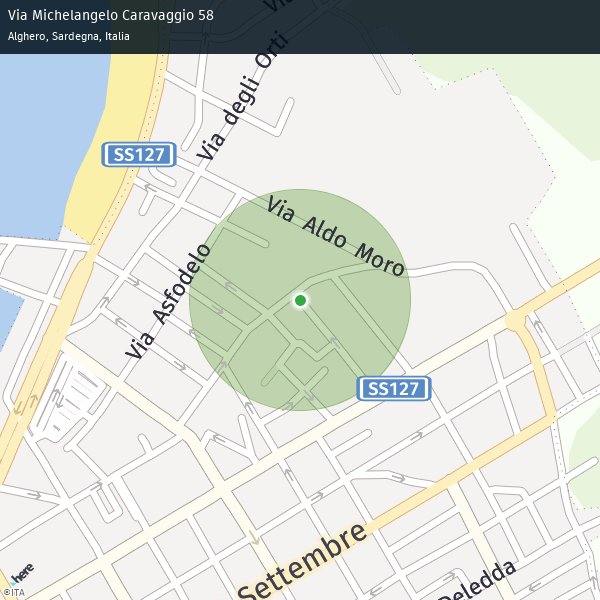 Via Michelangelo Caravaggio 58
Alghero, Sardegna, Italia
Via degli Orti
SS127
Via Aldo Moro
Via Asfodelo
SS127
Settembre
Deledda
here
©ITA